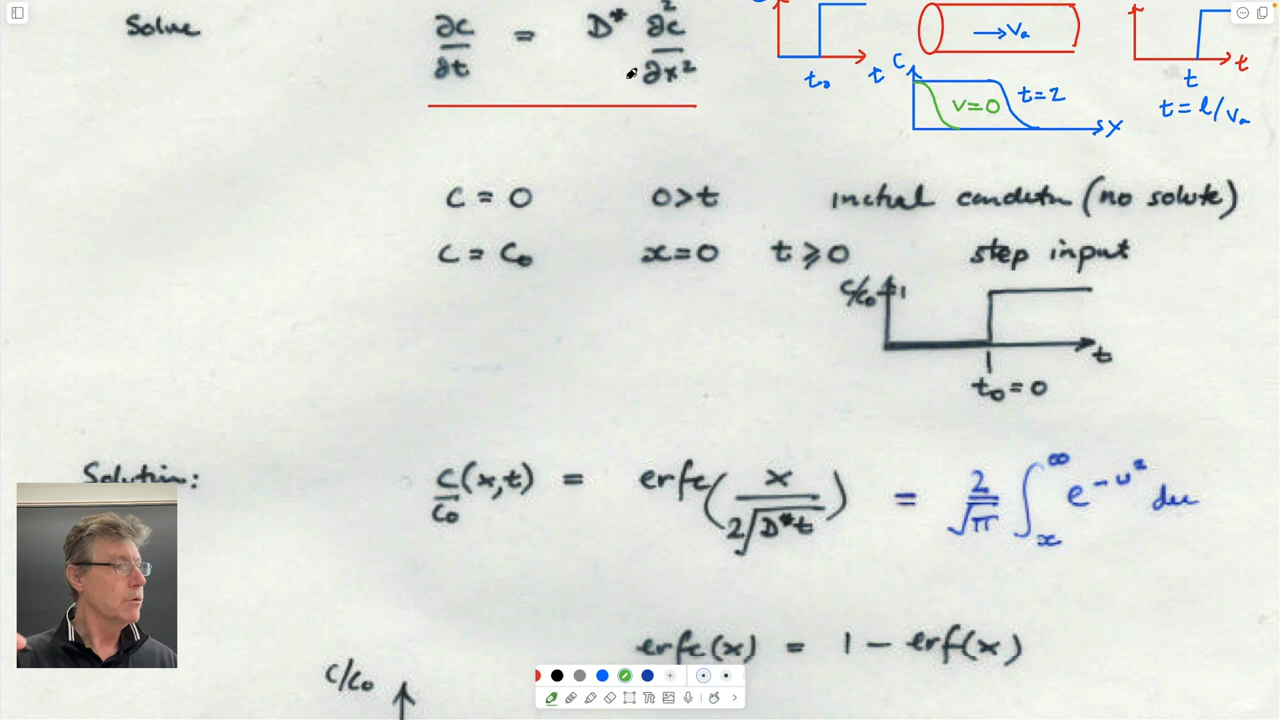 Solve ∂c/∂t = D* ∂²c/∂x²
t₀ t
→ Vₐ
C
V=0 t=2
x
t
t
t = l/Vₐ
C = 0 0>t initial conditn (no solute)
C = C₀ x=0 t ⩾ 0 step input
C/C₀ 1
t
t₀ = 0
Solution: C/C₀ (x,t) = erfc( x / 2√D*t ) = 2/√π ∫ₓ^∞ e^-u² du
erfc(x) = 1 - erf(x)
C/C₀